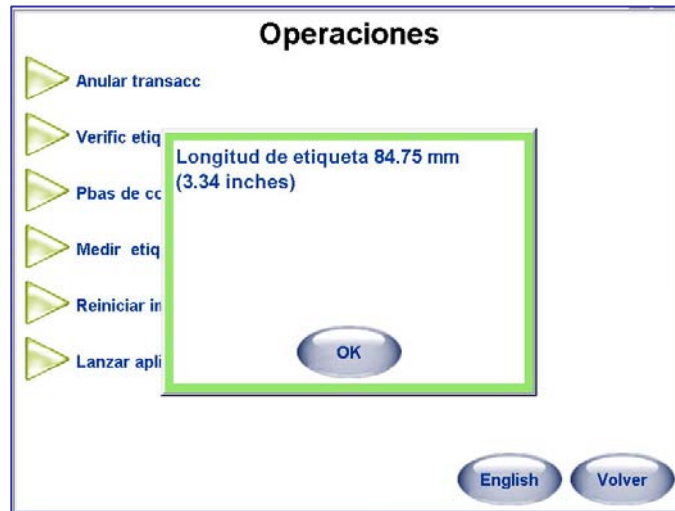 Operaciones
Anular transacc
Verific etiq
Longitud de etiqueta 84.75 mm
(3.34 inches)
Pbas de co
Medir etiq
Reiniciar
Lanzar apli
OK
English
Volver